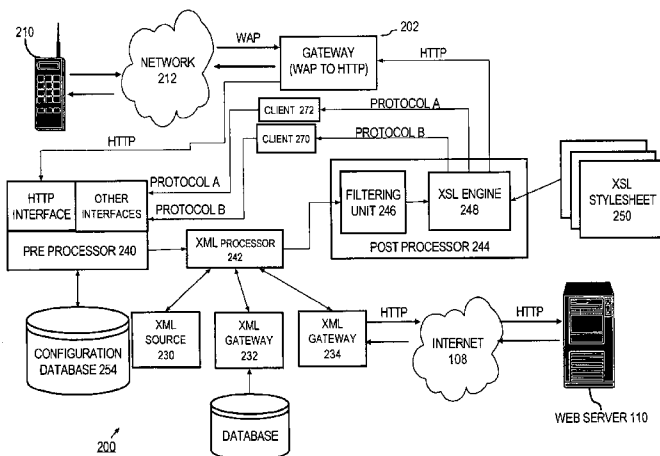 210
WAP
202
NETWORK
212
GATEWAY
(WAP TO HTTP)
HTTP
CLIENT 272
PROTOCOL A
CLIENT 270
PROTOCOL B
HTTP
PROTOCOL A
HTTP
INTERFACE
OTHER
INTERFACES
PROTOCOL B
FILTERING
UNIT 246
XSL ENGINE
248
XSL
STYLESHEET
250
PRE PROCESSOR 240
XML PROCESSOR
242
POST PROCESSOR 244
CONFIGURATION
DATABASE 254
XML
SOURCE
230
XML
GATEWAY
232
XML
GATEWAY
234
HTTP
INTERNET
108
HTTP
WEB SERVER 110
DATABASE
200